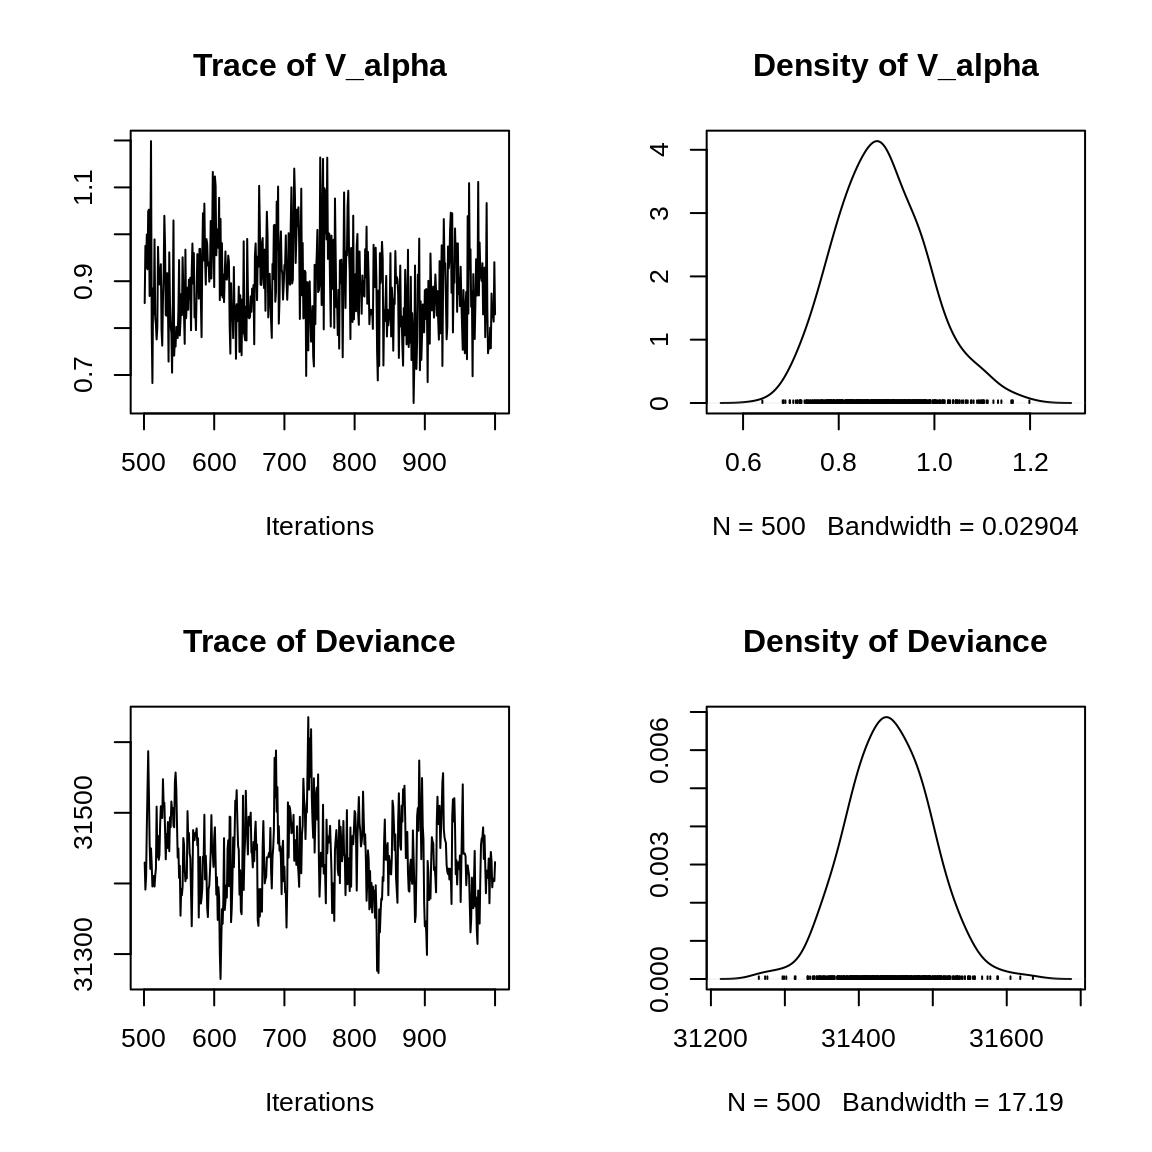 Trace of V_alpha
0.7 0.9 1.1
500 600 700 800 900
Iterations
Density of V_alpha
0 1 2 3 4
0.6 0.8 1.0 1.2
N = 500 Bandwidth = 0.02904
Trace of Deviance
31300 31500
500 600 700 800 900
Iterations
Density of Deviance
0.000 0.003 0.006
31200 31400 31600
N = 500 Bandwidth = 17.19